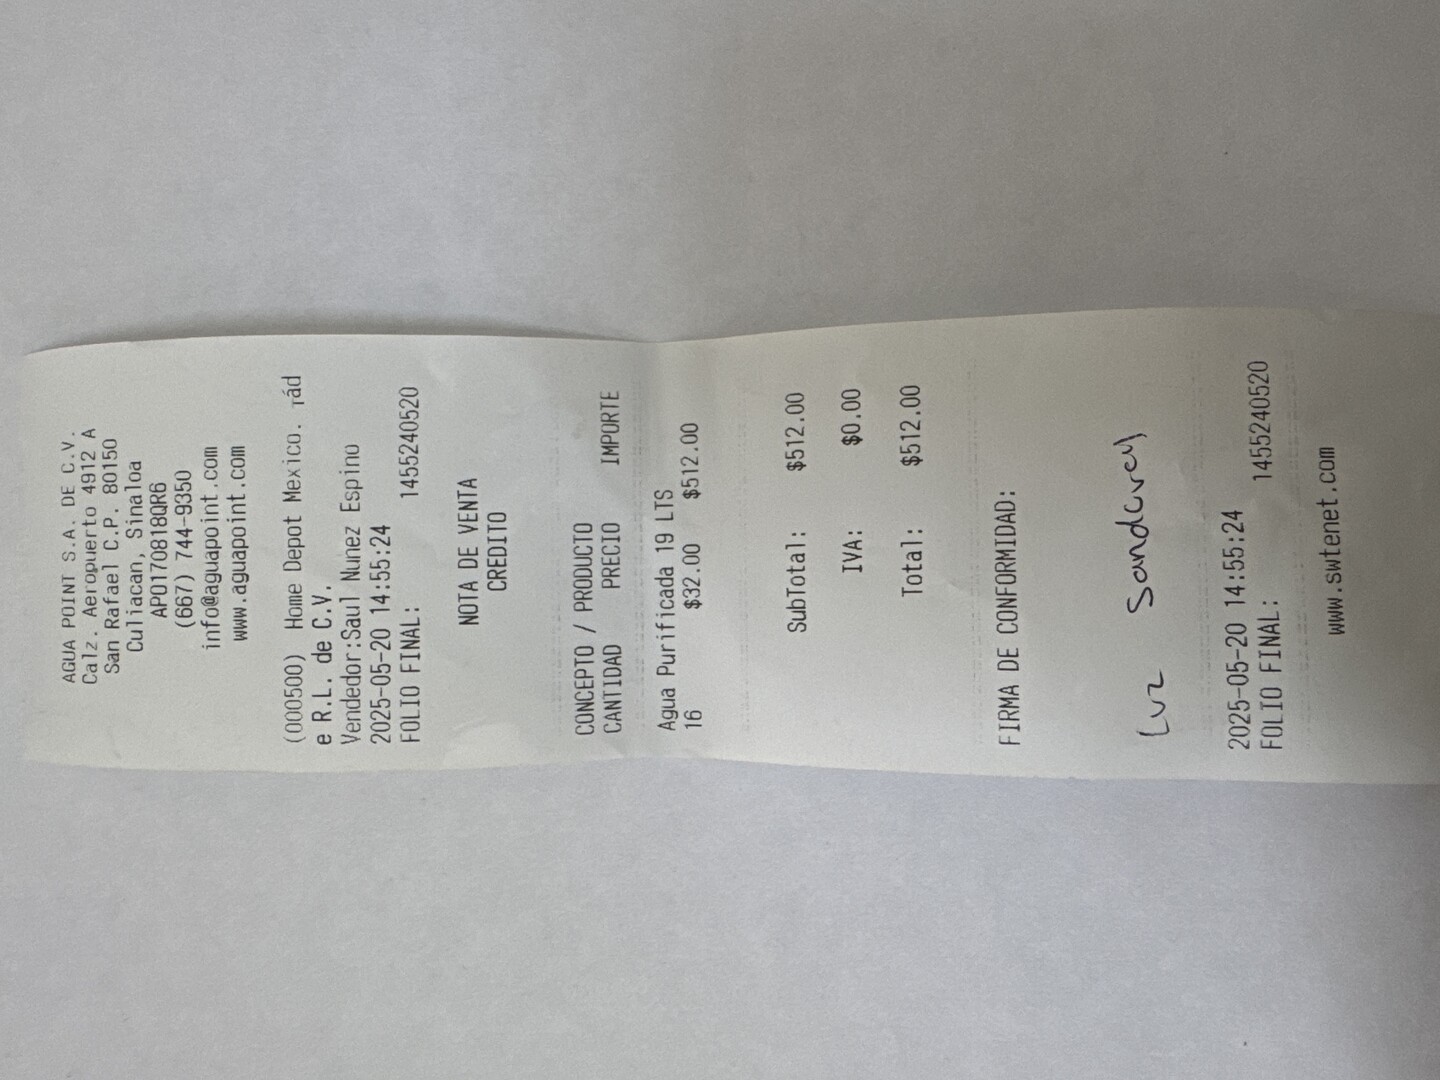 AGUA POINT S.A. DE C.V.
Calz. Aeropuerto 4912 A
San Rafael C.P. 80150
Culiacan, Sinaloa
APO170818QR6
(667) 744-9350
info@aguapoint.com
www.aguapoint.com
(000500) Home Depot Mexico. Tád
e R.L. de C.V.
Vendedor:Saul Nunez Espino
2025-05-20 14:55:24
FOLIO FINAL: 1455240520
NOTA DE VENTA
CREDITO
CONCEPTO / PRODUCTO
CANTIDAD PRECIO IMPORTE
Agua Purificada 19 LTS
16 $32.00 $512.00
SubTotal: $512.00
IVA: $0.00
Total: $512.00
FIRMA DE CONFORMIDAD:
Luz
2025-05-20 14:55:24
FOLIO FINAL: 1455240520
www.swtenet.com